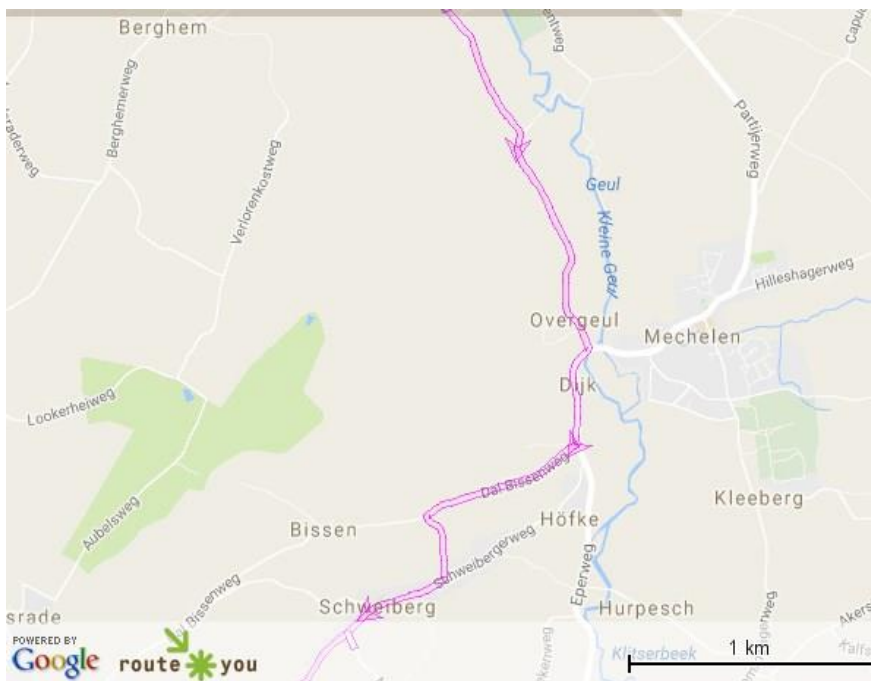 Berghem
Berghemerweg
Verlorenkostweg
Partijerweg
Geul
Kleine Geul
Hilleshagerweg
Overgeul
Mechelen
Dijk
Lookerheiweg
Aubelsweg
Dal Bissenweg
Kleeberg
Bissen
Höfke
Schweibergerweg
Eperweg
Schweiberg
Hurpesch
Klitserbeek
1 km
POWERED BY
Google
route you